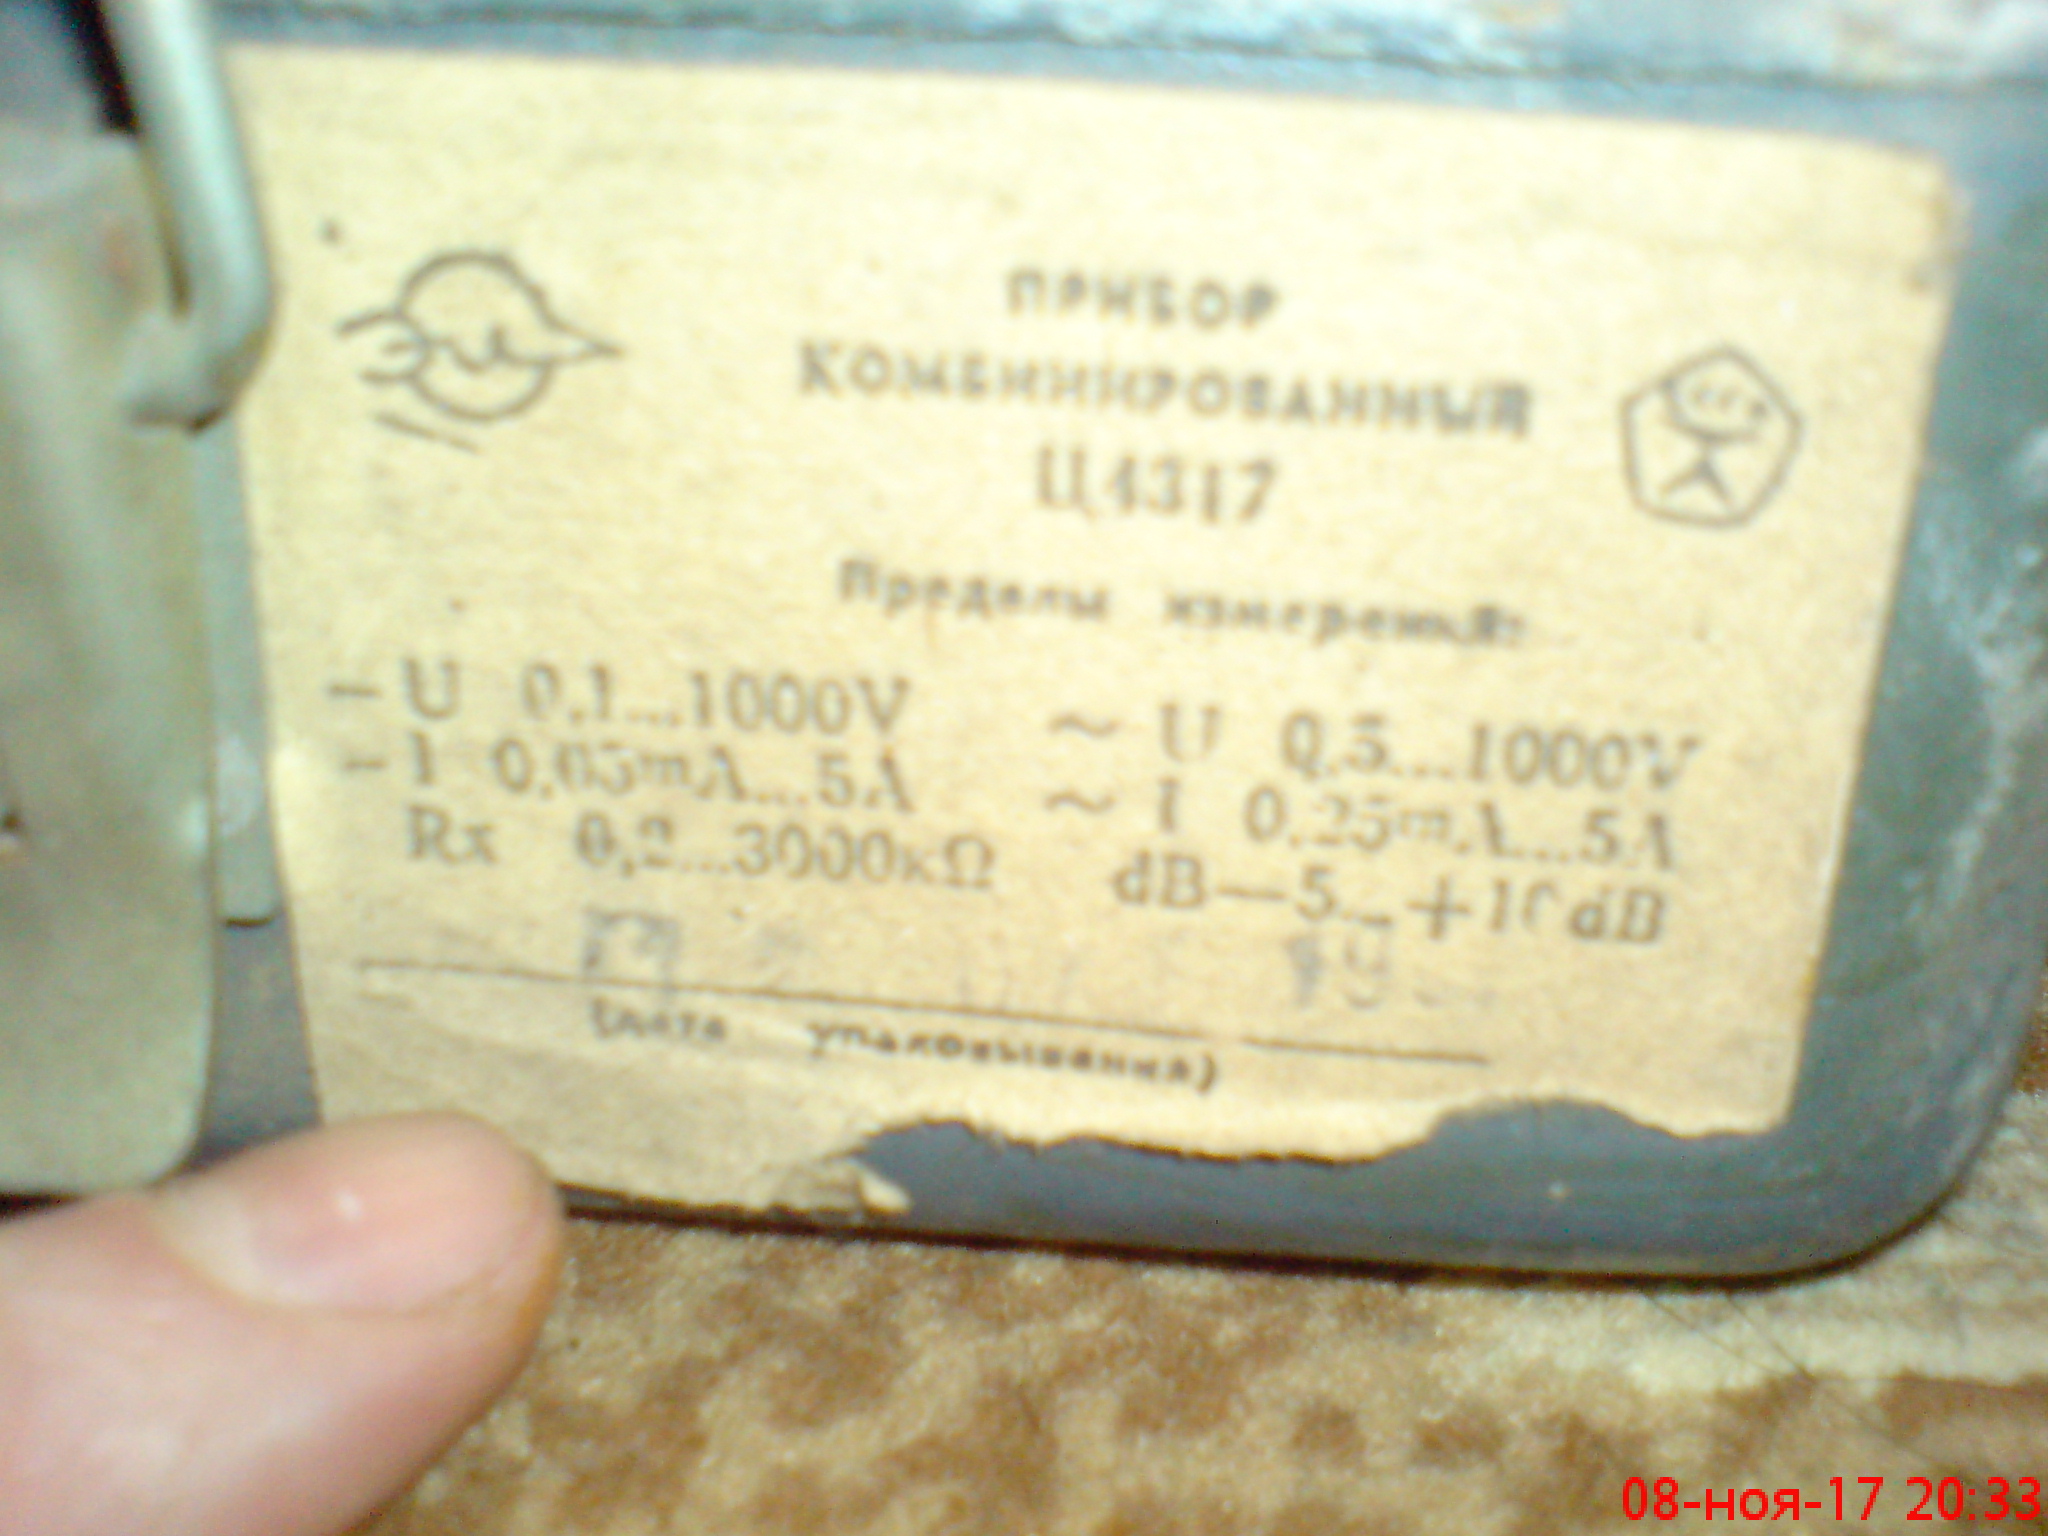 ПРИБОР
КОМБИНИРОВАННЫЙ
Ц4317
Пределы измерений:
– U 0,1...1000V ~ U 0,5...1000V
– I 0,05mA...5A ~ I 0,25mA...5A
Rx 0,2...3000кΩ dB—5...+10dB
(дата упаковывания)
08-ноя-17 20:33